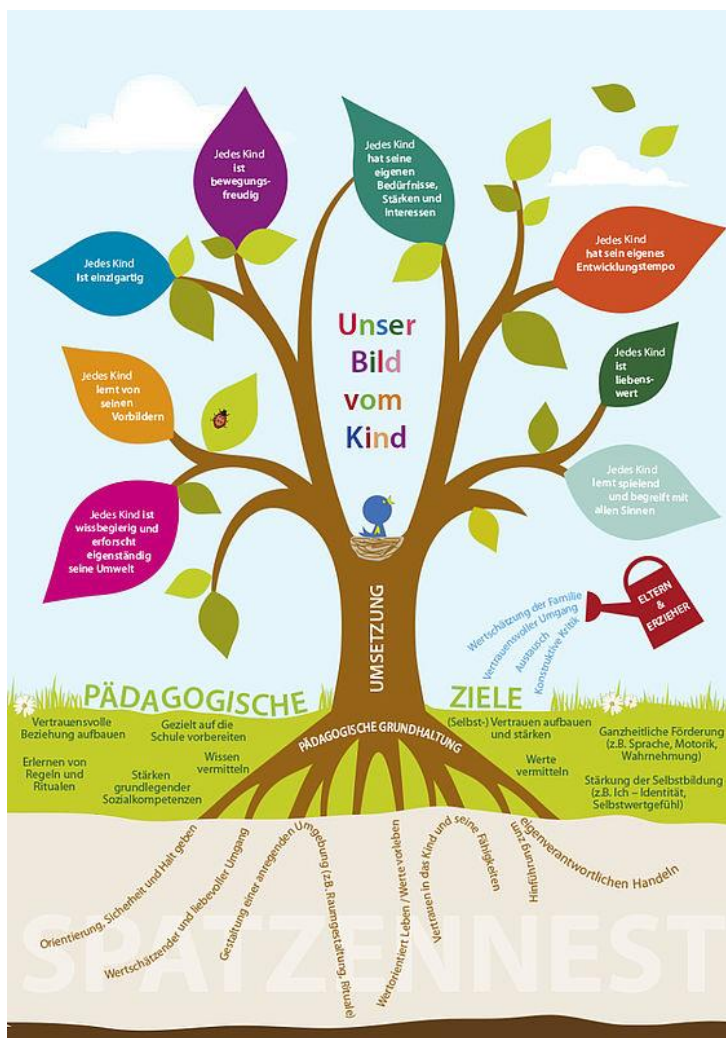 Jedes Kind
ist
bewegungs-
freudig
Jedes Kind
hat seine
eigenen
Bedürfnisse,
Stärken und
Interessen
Jedes Kind
ist einzigartig
Jedes Kind
hat sein eigenes
Entwicklungstempo
Jedes Kind
lernt von
seinen
Vorbildern
Jedes Kind
ist
liebens-
wert
Jedes Kind ist
wissbegierig und
erforscht
eigenständig
seine Umwelt
Jedes Kind
lernt spielend
und begreift mit
allen Sinnen
Unser
Bild
vom
Kind
UMSETZUNG
ELTERN
&
ERZIEHER
Wertschätzung der Familie
Vertrauensvoller Umgang
Austausch
Konstruktive Kritik
PÄDAGOGISCHE ZIELE
Vertrauensvolle
Beziehung aufbauen
Gezielt auf die
Schule vorbereiten
Erlernen von
Regeln und
Ritualen
Stärken
grundlegender
Sozialkompetenzen
Wissen
vermitteln
(Selbst-) Vertrauen aufbauen
und stärken
Werte
vermitteln
Ganzheitliche Förderung
(z.B. Sprache, Motorik,
Wahrnehmung)
Stärkung der Selbstbildung
(z.B. Ich – Identität,
Selbstwertgefühl)
PÄDAGOGISCHE GRUNDHALTUNG
Orientierung, Sicherheit und Halt geben
Wertschätzender und liebevoller Umgang
Gestaltung einer anregenden Umgebung (z.B. Raumgestaltung, Rituale)
Wertorientiert Leben / Werte vorleben
Vertrauen in das Kind und seine Fähigkeiten
Hinführung zum
eigenverantwortlichen Handeln
SPATZENNEST